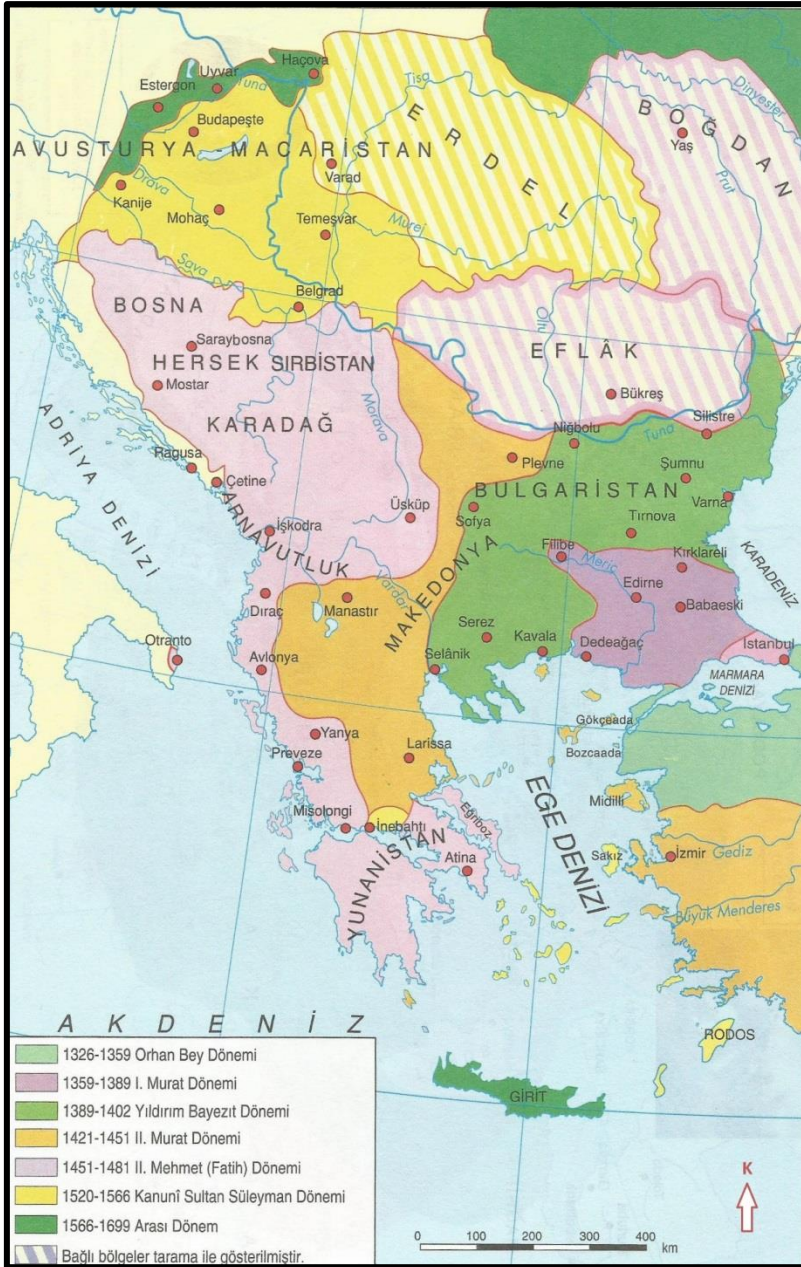 Haçova
Uyvar
Estergon
Tuna
Tisa
Dinyester
Budapeşte
ERDEL
BOĞDAN
Yaş
AVUSTURYA-MACARİSTAN
Varad
Prut
Drava
Kanije
Mohaç
Temeşvar
Murej
Sava
Belgrad
BOSNA
Saraybosna
Oltu
EFLÂK
HERSEK SIRBİSTAN
Mostar
Bükreş
KARADAĞ
Morava
Silistre
ADRİYA DENİZİ
Niğbolu
Tuna
Ragusa
Plevne
Şumnu
Çetine
BULGARİSTAN
Varna
Üsküp
Sofya
Tırnova
ARNAVUTLUK
İşkodra
Filibe
Meriç
Kırklareli
KARADENİZ
Vardar
MAKEDONYA
Dıraç
Manastır
Edirne
Babaeski
Otranto
Serez
Kavala
Dedeağaç
İstanbul
Avlonya
Selânik
MARMARA
DENİZİ
Gökçeada
Yanya
Larissa
Bozcaada
Preveze
EGE DENİZİ
Midilli
Misolongi
İnebahtı
Eğriboz
Sakız
İzmir
Gediz
YUNANİSTAN
Atina
Büyük Menderes
AKDENİZ
RODOS
GİRİT
1326-1359 Orhan Bey Dönemi
1359-1389 I. Murat Dönemi
1389-1402 Yıldırım Bayezıt Dönemi
1421-1451 II. Murat Dönemi
1451-1481 II. Mehmet (Fatih) Dönemi
1520-1566 Kanunî Sultan Süleyman Dönemi
1566-1699 Arası Dönem
Bağlı bölgeler tarama ile gösterilmiştir.
K
0 100 200 300 400
km